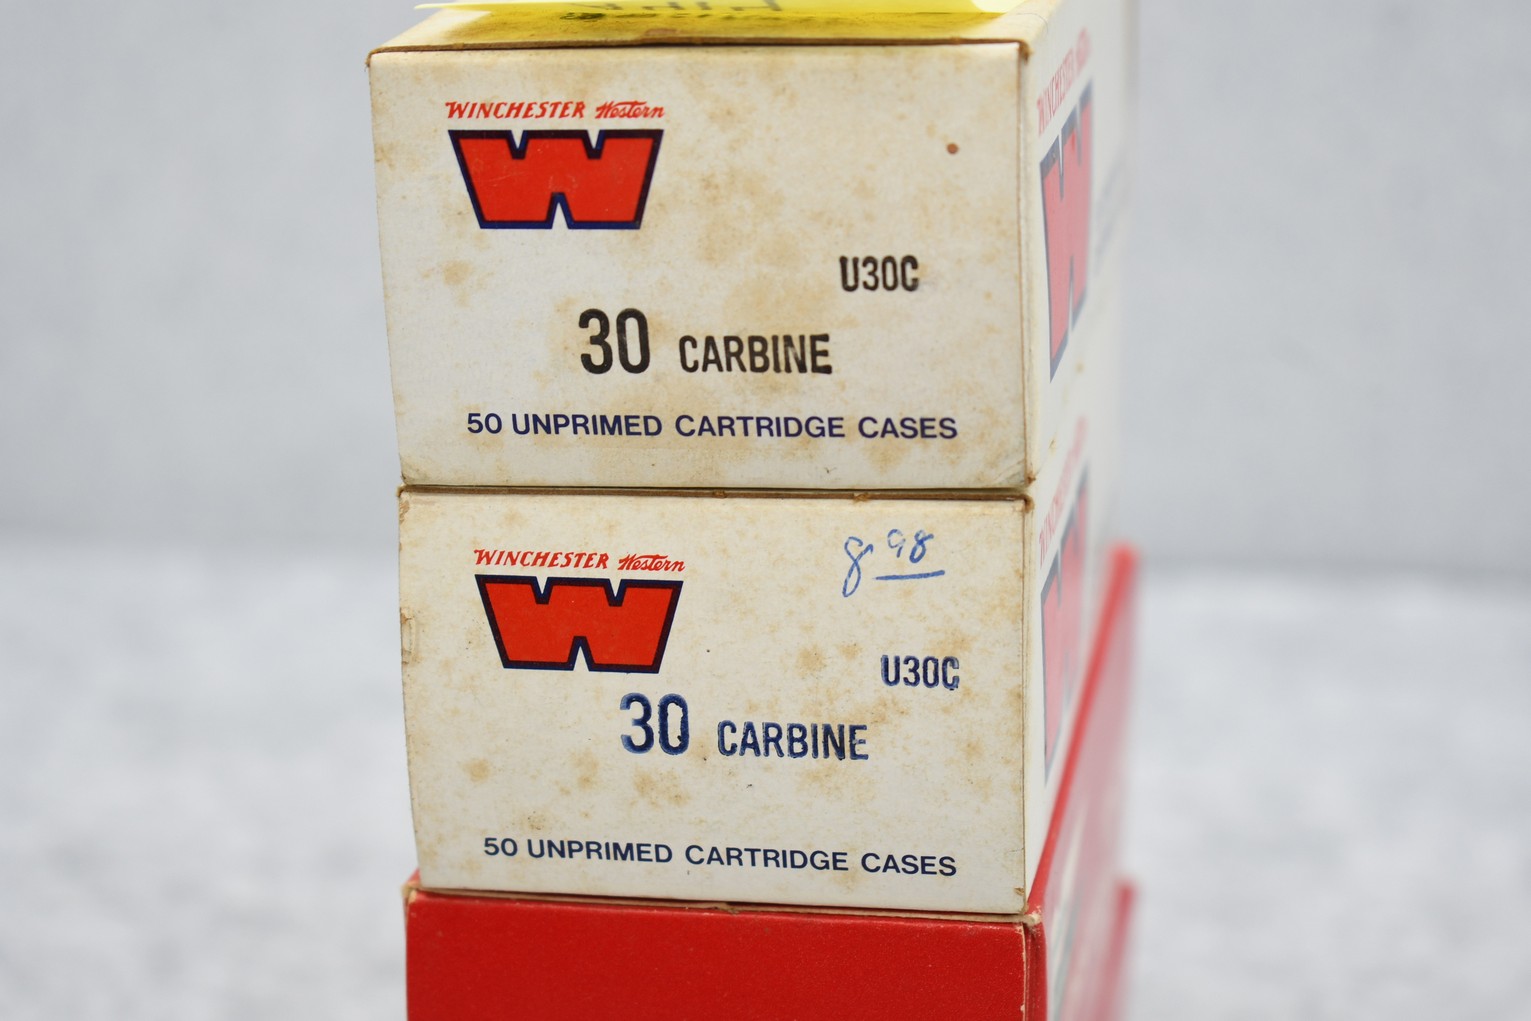 WINCHESTER Western
W
U30C
30 CARBINE
50 UNPRIMED CARTRIDGE CASES
WINCHESTER Western
W
8 98
U30C
30 CARBINE
50 UNPRIMED CARTRIDGE CASES